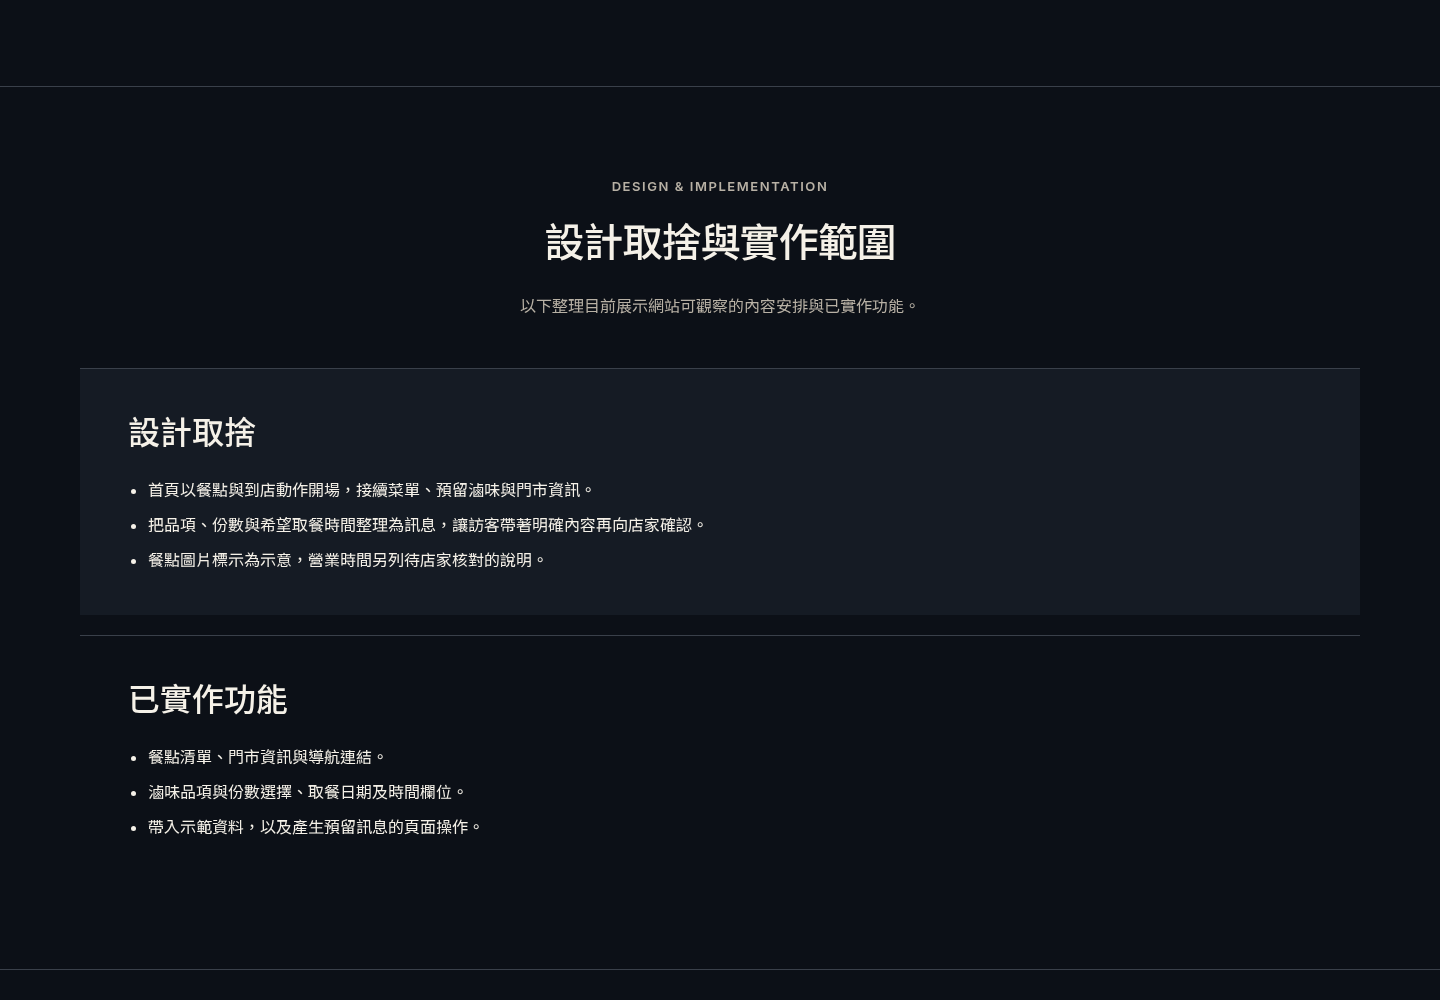 DESIGN & IMPLEMENTATION
設計取捨與實作範圍
以下整理目前展示網站可觀察的內容安排與已實作功能。
設計取捨
• 首頁以餐點與到店動作開場，接續菜單、預留滷味與門市資訊。
• 把品項、份數與希望取餐時間整理為訊息，讓訪客帶著明確內容再向店家確認。
• 餐點圖片標示為示意，營業時間另列待店家核對的說明。
已實作功能
• 餐點清單、門市資訊與導航連結。
• 滷味品項與份數選擇、取餐日期及時間欄位。
• 帶入示範資料，以及產生預留訊息的頁面操作。